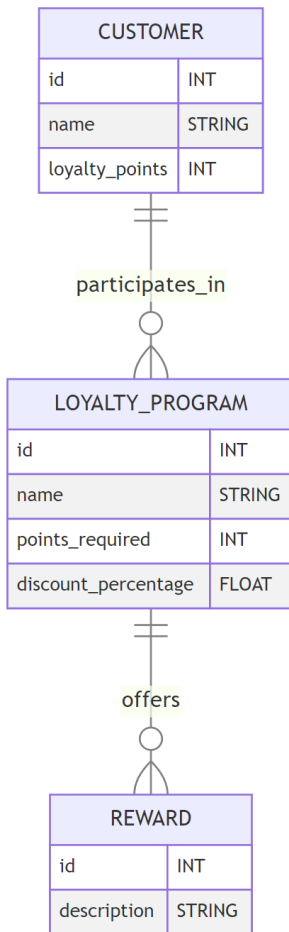 CUSTOMER
id INT
name STRING
loyalty_points INT
participates_in
LOYALTY_PROGRAM
id INT
name STRING
points_required INT
discount_percentage FLOAT
offers
REWARD
id INT
description STRING